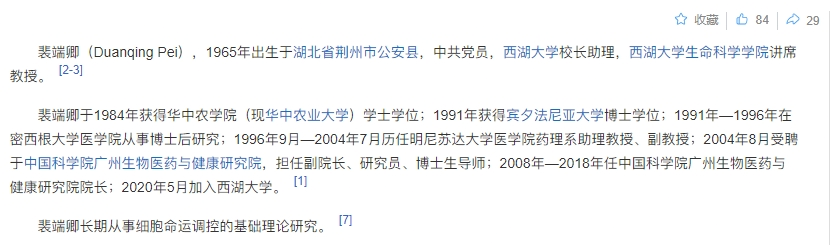 收藏 84 29
裴端卿（Duanqing Pei），1965年出生于湖北省荆州市公安县，中共党员，西湖大学校长助理，西湖大学生命科学学院讲席
教授。 [2-3]
裴端卿于1984年获得华中农学院（现华中农业大学）学士学位；1991年获得宾夕法尼亚大学博士学位；1991年—1996年在
密西根大学医学院从事博士后研究；1996年9月—2004年7月历任明尼苏达大学医学院药理系助理教授、副教授；2004年8月受聘
于中国科学院广州生物医药与健康研究院，担任副院长、研究员、博士生导师；2008年—2018年任中国科学院广州生物医药与
健康研究院院长；2020年5月加入西湖大学。 [1]
裴端卿长期从事细胞命运调控的基础理论研究。 [7]